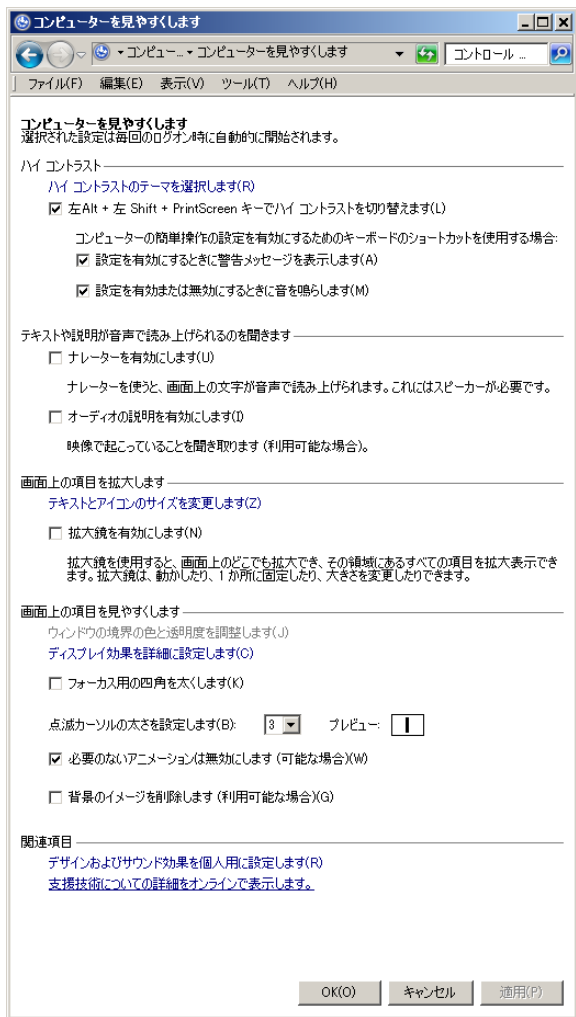 コンピューターを見やすくします
コンピュー... コンピューターを見やすくします コントロール ...
ファイル(F) 編集(E) 表示(V) ツール(T) ヘルプ(H)
コンピューターを見やすくします
選択された設定は毎回のログオン時に自動的に開始されます。
ハイ コントラスト
ハイ コントラストのテーマを選択します(R)
左Alt + 左 Shift + PrintScreen キーでハイ コントラストを切り替えます(L)
コンピューターの簡単操作の設定を有効にするためのキーボードのショートカットを使用する場合:
設定を有効にするときに警告メッセージを表示します(A)
設定を有効または無効にするときに音を鳴らします(M)
テキストや説明が音声で読み上げられるのを聞きます
ナレーターを有効にします(U)
ナレーターを使うと、画面上の文字が音声で読み上げられます。これにはスピーカーが必要です。
オーディオの説明を有効にします(I)
映像で起こっていることを聞き取ります (利用可能な場合)。
画面上の項目を拡大します
テキストとアイコンのサイズを変更します(Z)
拡大鏡を有効にします(N)
拡大鏡を使用すると、画面上のどこでも拡大でき、その領域にあるすべての項目を拡大表示でき
ます。拡大鏡は、動かしたり、1 か所に固定したり、大きさを変更したりできます。
画面上の項目を見やすくします
ウィンドウの境界の色と透明度を調整します(J)
ディスプレイ効果を詳細に設定します(C)
フォーカス用の四角を太くします(K)
点滅カーソルの太さを設定します(B): 3 プレビュー:
必要のないアニメーションは無効にします (可能な場合)(W)
背景のイメージを削除します (利用可能な場合)(G)
関連項目
デザインおよびサウンド効果を個人用に設定します(R)
支援技術についての詳細をオンラインで表示します。
OK(O) キャンセル 適用(P)